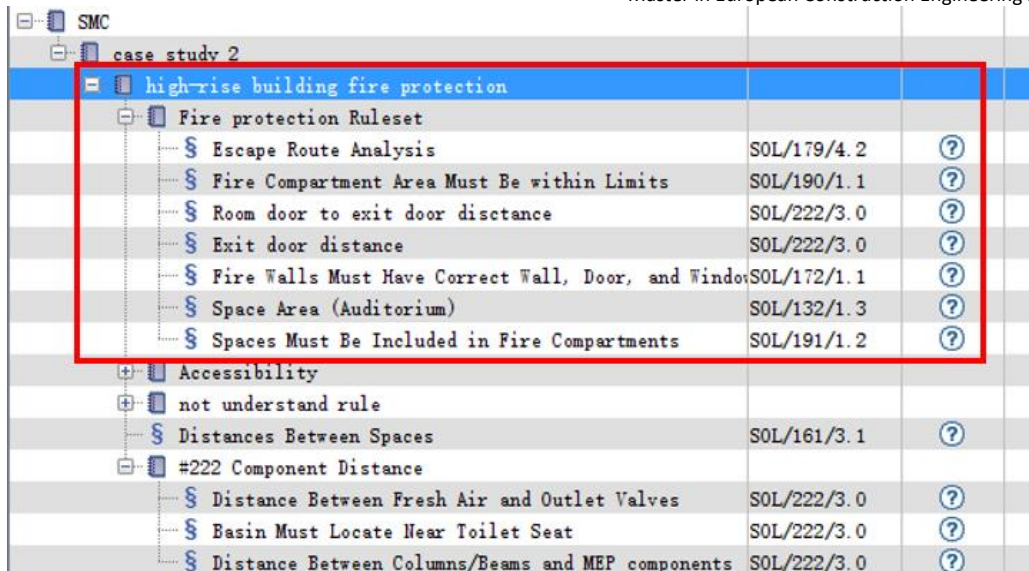 Master in European Construction Engineering
SMC
case study 2
high-rise building fire protection
Fire protection Ruleset
§ Escape Route Analysis SOL/179/4.2 ?
§ Fire Compartment Area Must Be within Limits SOL/190/1.1 ?
§ Room door to exit door disctance SOL/222/3.0 ?
§ Exit door distance SOL/222/3.0 ?
§ Fire Walls Must Have Correct Wall, Door, and Window SOL/172/1.1 ?
§ Space Area (Auditorium) SOL/132/1.3 ?
§ Spaces Must Be Included in Fire Compartments SOL/191/1.2 ?
Accessibility
not understand rule
§ Distances Between Spaces SOL/161/3.1 ?
#222 Component Distance
§ Distance Between Fresh Air and Outlet Valves SOL/222/3.0 ?
§ Basin Must Locate Near Toilet Seat SOL/222/3.0 ?
§ Distance Between Columns/Beams and MEP components SOL/222/3.0 ?